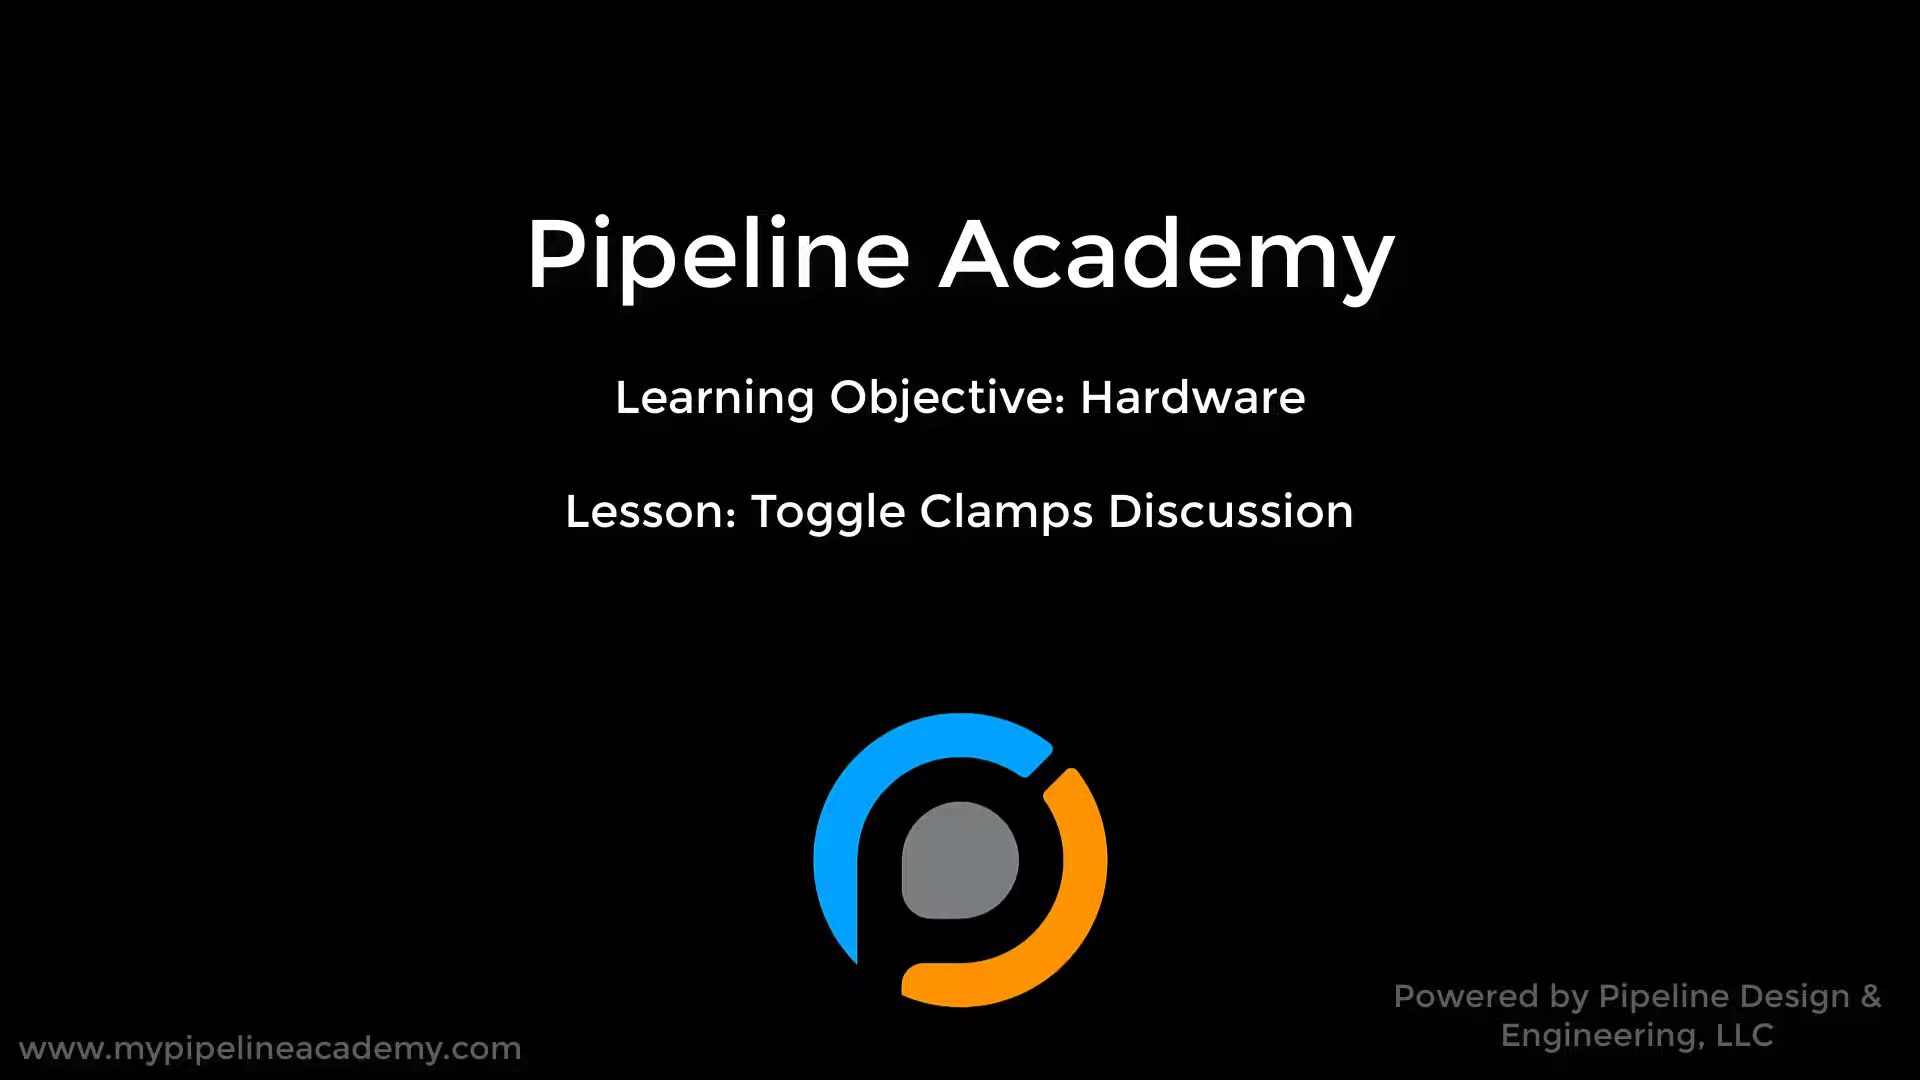 Pipeline Academy
Learning Objective: Hardware
Lesson: Toggle Clamps Discussion
Powered by Pipeline Design &
Engineering, LLC
www.mypipelineacademy.com